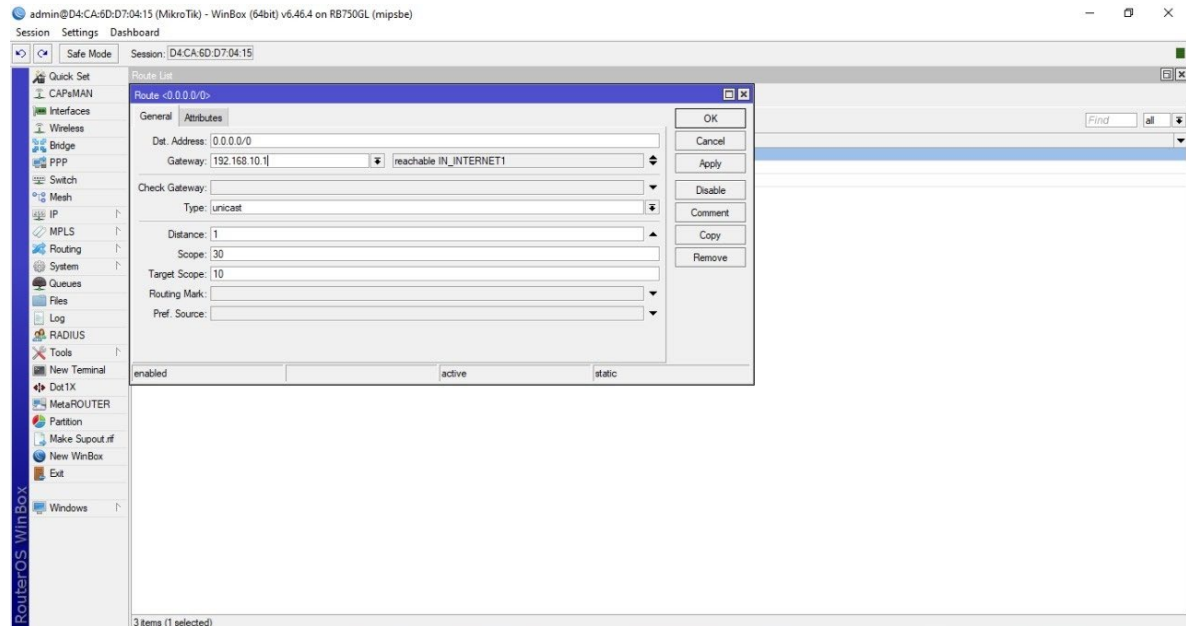 admin@D4:CA:6D:D7:04:15 (MikroTik) - WinBox (64bit) v6.46.4 on RB750GL (mipsbe)
Session Settings Dashboard
Safe Mode Session: D4:CA:6D:D7:04:15
Quick Set
CAPsMAN
Interfaces
Wireless
Bridge
PPP
Switch
Mesh
IP
MPLS
Routing
System
Queues
Files
Log
RADIUS
Tools
New Terminal
Dot1X
MetaROUTER
Partition
Make Supout.rif
New WinBox
Exit
Windows
RouterOS WinBox
Route List
Find all
Route <0.0.0.0/0>
General Attributes
Dst. Address: 0.0.0.0/0
Gateway: 192.168.10.1 reachable IN_INTERNET1
Check Gateway:
Type: unicast
Distance: 1
Scope: 30
Target Scope: 10
Routing Mark:
Pref. Source:
OK
Cancel
Apply
Disable
Comment
Copy
Remove
enabled active static
3 items (1 selected)